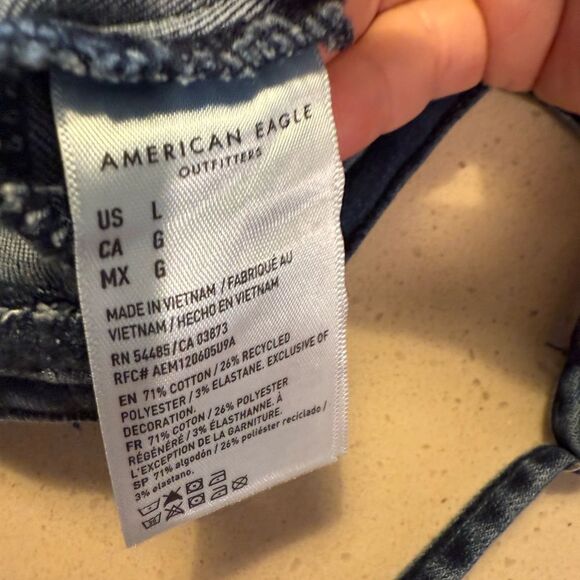 AMERICAN EAGLE
OUTFITTERS
US L
CA G
MX G
MADE IN VIETNAM / FABRIQUÉ AU
VIETNAM / HECHO EN VIETNAM
RN 54485 / CA 03873
RFC# AEM120605U9A
EN 71% COTTON / 26% RECYCLED
POLYESTER / 3% ELASTANE. EXCLUSIVE OF
DECORATION.
FR 71% COTON / 26% POLYESTER
RÉGÉNÉRÉ / 3% ÉLASTHANNE. À
L'EXCEPTION DE LA GARNITURE.
SP 71% algodón / 26% poliéster reciclado /
3% elastano.